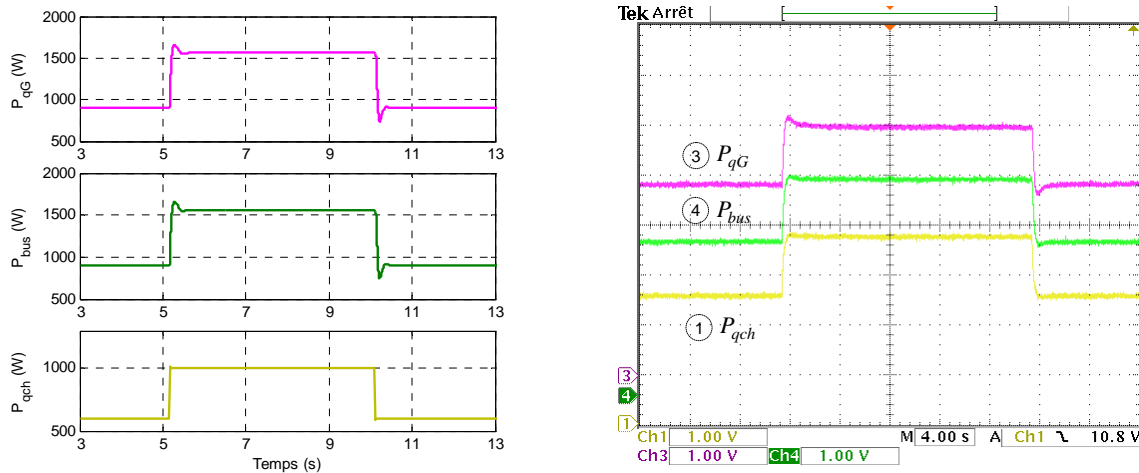 2000
1500
1000
500
P_qG (W)
3 5 7 9 11 13
2000
1500
1000
500
P_bus (W)
3 5 7 9 11 13
1000
500
P_qch (W)
3 5 7 9 11 13
Temps (s)
Tek Arrêt
3 P_qG
4 P_bus
1 P_qch
3
4
1
Ch1 1.00 V M 4.00 s A Ch1 10.8 V
Ch3 1.00 V Ch4 1.00 V